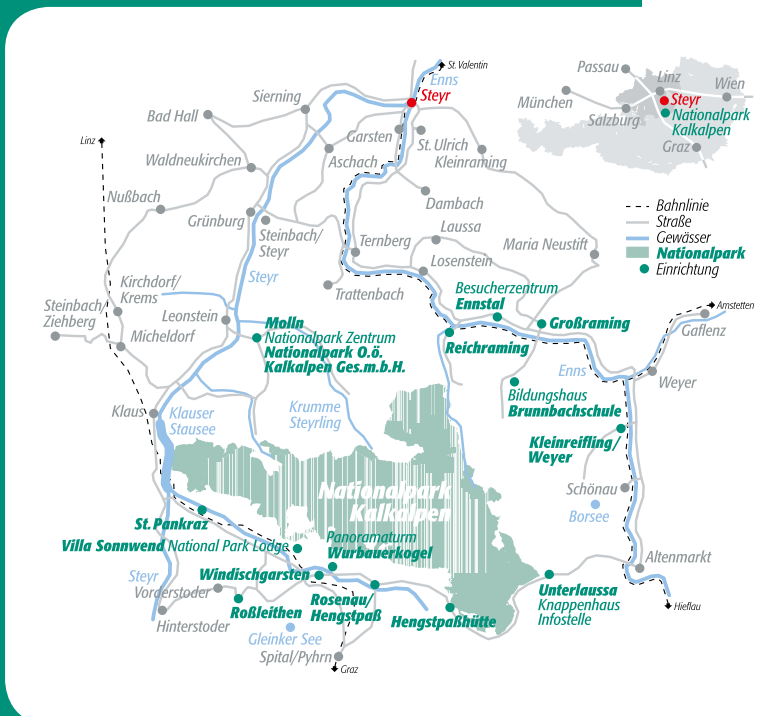 St. Valentin
Enns
Steyr
Sierning
Bad Hall
Garsten
St. Ulrich
Kleinraming
Linz
Aschach
Waldneukirchen
Dambach
Nußbach
Grünburg
Steinbach/
Steyr
Laussa
Ternberg
Maria Neustift
Losenstein
Steyr
Trattenbach
Kirchdorf/
Krems
Steinbach/
Ziehberg
Leonstein
Micheldorf
Molln
Nationalpark Zentrum
Nationalpark O.ö.
Kalkalpen Ges.m.b.H.
Besucherzentrum
Ennstal
Großraming
Reichraming
Amstetten
Gaflenz
Enns
Weyer
Bildungshaus
Brunnbachschule
Klaus
Klauser
Stausee
Krumme
Steyrling
Kleinreifling/
Weyer
Nationalpark
Kalkalpen
Schönau
Borsee
St. Pankraz
Villa Sonnwend National Park Lodge
Panoramaturm
Wurbauerkogel
Altenmarkt
Steyr
Windischgarsten
Vorderstoder
Roßleithen
Rosenau/
Hengstpaß
Hengstpaßhütte
Unterlaussa
Knappenhaus
Infostelle
Hieflau
Hinterstoder
Gleinker See
Spital/Pyhrn
Graz
Passau
Linz
Wien
München
Steyr
Salzburg
Nationalpark
Kalkalpen
Graz
Bahnlinie
Straße
Gewässer
Nationalpark
Einrichtung